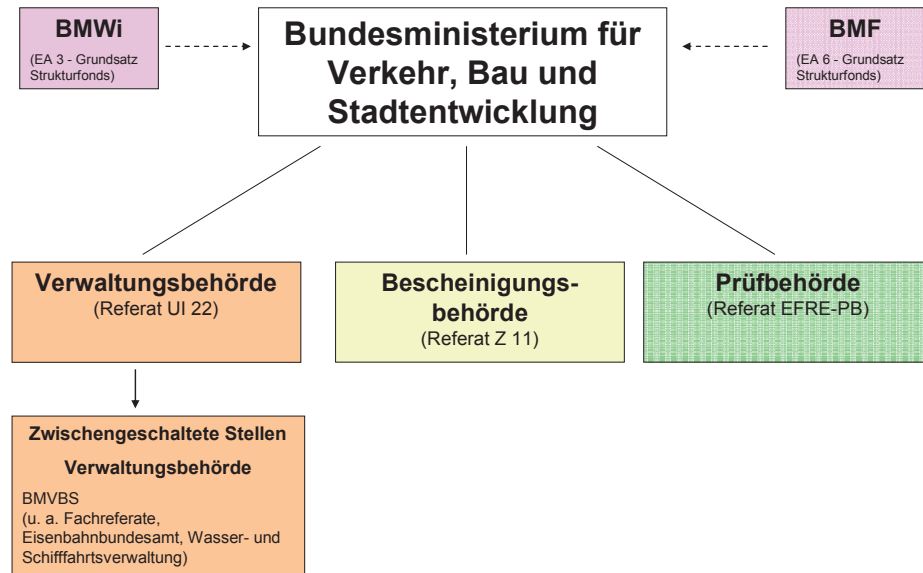 BMWi
(EA 3 - Grundsatz
Strukturfonds)
Bundesministerium für
Verkehr, Bau und
Stadtentwicklung
BMF
(EA 6 - Grundsatz
Strukturfonds)
Verwaltungsbehörde
(Referat UI 22)
Bescheinigungs-
behörde
(Referat Z 11)
Prüfbehörde
(Referat EFRE-PB)
Zwischengeschaltete Stellen
Verwaltungsbehörde
BMVBS
(u. a. Fachreferate,
Eisenbahnbundesamt, Wasser- und
Schifffahrtsverwaltung)